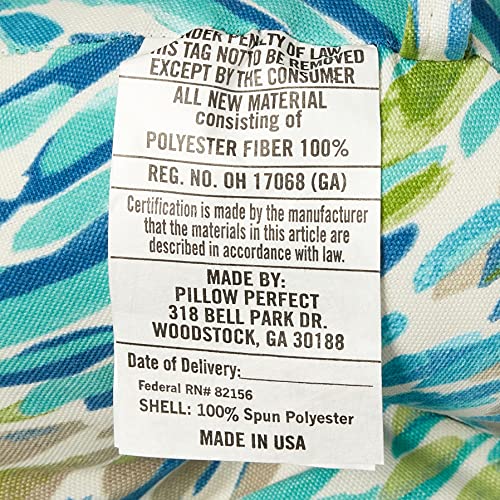 UNDER PENLTY OF LAW
THIS TAG NOT TO BE REMOVED
EXCEPT BY THE CONSUMER
ALL NEW MATERIAL
consisting of
POLYESTER FIBER 100%
REG. NO. OH 17068 (GA)
Certification is made by the manufacturer
that the materials in this article are
described in accordance with law.
MADE BY:
PILLOW PERFECT
318 BELL PARK DR.
WOODSTOCK, GA 30188
Date of Delivery:
Federal RN# 82156
SHELL: 100% Spun Polyester
MADE IN USA